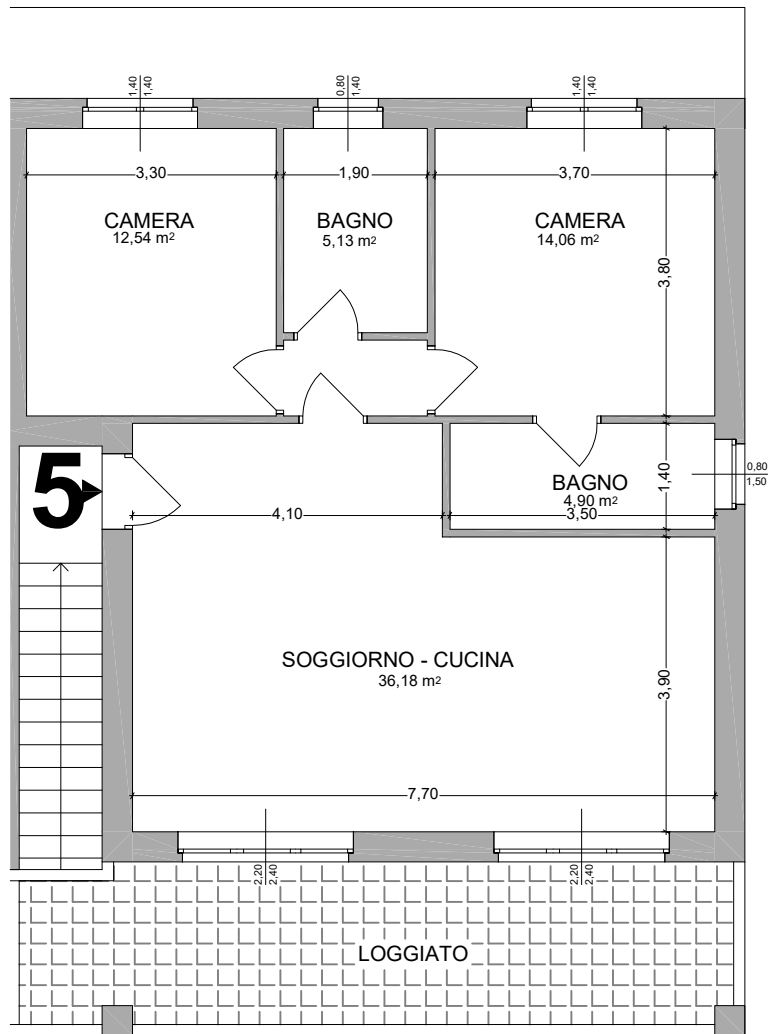 1,40
1,40
0,80
1,40
1,40
1,40
3,30
1,90
3,70
CAMERA
12,54 m²
BAGNO
5,13 m²
CAMERA
14,06 m²
3,80
5
BAGNO
4,90 m²
3,50
1,40
0,80
1,50
4,10
SOGGIORNO - CUCINA
36,18 m²
3,90
7,70
2,20
2,40
2,20
2,40
LOGGIATO